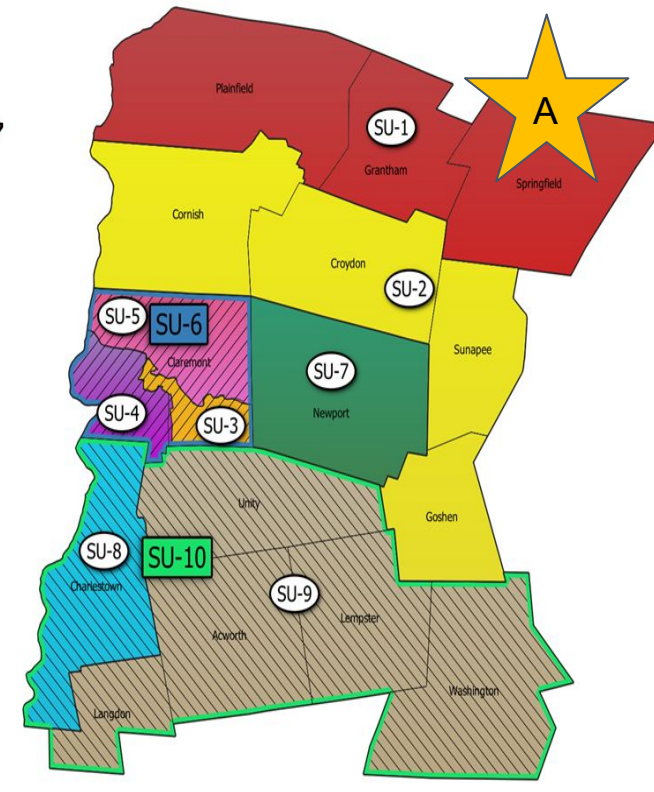 Plainfield
A
SU-1
Grantham
Springfield
Cornish
Croydon
SU-2
SU-5
SU-6
Claremont
Sunapee
SU-7
Newport
SU-4
SU-3
Unity
Goshen
SU-8
SU-10
Charlestown
SU-9
Lempster
Acworth
Washington
Langdon